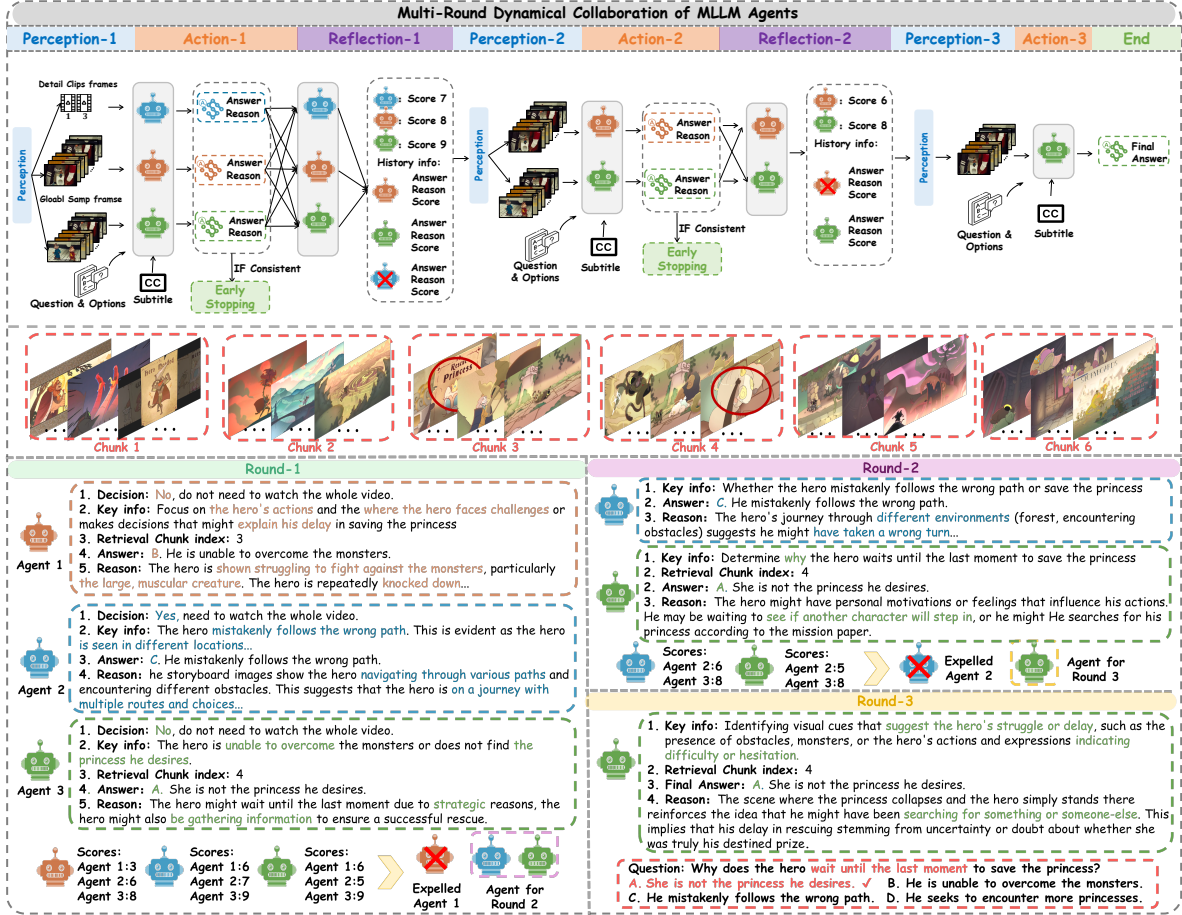 Multi-Round Dynamical Collaboration of MLLM Agents
Perception-1
Action-1
Reflection-1
Perception-2
Action-2
Reflection-2
Perception-3
Action-3
End
Detail Clips frames
1 3
Perception
Gloabl Samp framse
Question & Options
CC
Subtitle
A
Answer
Reason
A
Answer
Reason
A
Answer
Reason
IF Consistent
Early
Stopping
: Score 7
: Score 8
: Score 9
History info:
Answer
Reason
Score
Answer
Reason
Score
Answer
Reason
Score
Perception
Question
& Options
CC
Subtitle
A
Answer
Reason
A
Answer
Reason
IF Consistent
Early
Stopping
: Score 6
: Score 8
History info:
Answer
Reason
Score
Answer
Reason
Score
Perception
Question &
Options
CC
Subtitle
A
Final
Answer
Hero Needed
Rescue
Princess
Chunk 1
Chunk 2
Chunk 3
Chunk 4
Chunk 5
Chunk 6
Round-1
Agent 1
1. Decision: No, do not need to watch the whole video.
2. Key info: Focus on the hero's actions and the where the hero faces challenges or
makes decisions that might explain his delay in saving the princess
3. Retrieval Chunk index: 3
4. Answer: B. He is unable to overcome the monsters.
5. Reason: The hero is shown struggling to fight against the monsters, particularly
the large, muscular creature. The hero is repeatedly knocked down...
Agent 2
1. Decision: Yes, need to watch the whole video.
2. Key info: The hero mistakenly follows the wrong path. This is evident as the hero
is seen in different locations...
3. Answer: C. He mistakenly follows the wrong path.
4. Reason: he storyboard images show the hero navigating through various paths and
encountering different obstacles. This suggests that the hero is on a journey with
multiple routes and choices...
Agent 3
1. Decision: No, do not need to watch the whole video.
2. Key info: The hero is unable to overcome the monsters or does not find the
princess he desires.
3. Retrieval Chunk index: 4
4. Answer: A. She is not the princess he desires.
5. Reason: The hero might wait until the last moment due to strategic reasons, the
hero might also be gathering information to ensure a successful rescue.
Scores:
Agent 1:3
Agent 2:6
Agent 3:8
Scores:
Agent 1:6
Agent 2:7
Agent 3:9
Scores:
Agent 1:6
Agent 2:5
Agent 3:9
Expelled
Agent 1
Agent for
Round 2
Round-2
1. Key info: Whether the hero mistakenly follows the wrong path or save the princess
2. Answer: C. He mistakenly follows the wrong path.
3. Reason: The hero's journey through different environments (forest, encountering
obstacles) suggests he might have taken a wrong turn...
1. Key info: Determine why the hero waits until the last moment to save the princess
2. Retrieval Chunk index: 4
2. Answer: A. She is not the princess he desires.
3. Reason: The hero might have personal motivations or feelings that influence his actions.
He may be waiting to see if another character will step in, or he might He searches for his
princess according to the mission paper.
Scores:
Agent 2:6
Agent 3:8
Scores:
Agent 2:5
Agent 3:8
Expelled
Agent 2
Agent for
Round 3
Round-3
1. Key info: Identifying visual cues that suggest the hero's struggle or delay, such as the
presence of obstacles, monsters, or the hero's actions and expressions indicating
difficulty or hesitation.
2. Retrieval Chunk index: 4
3. Final Answer: A. She is not the princess he desires.
4. Reason: The scene where the princess collapses and the hero simply stands there
reinforces the idea that he might have been searching for something or someone-else. This
implies that his delay in rescuing stemming from uncertainty or doubt about whether she
was truly his destined prize.
Question: Why does the hero wait until the last moment to save the princess?
A. She is not the princess he desires. ✓
B. He is unable to overcome the monsters.
C. He mistakenly follows the wrong path.
D. He seeks to encounter more princesses.